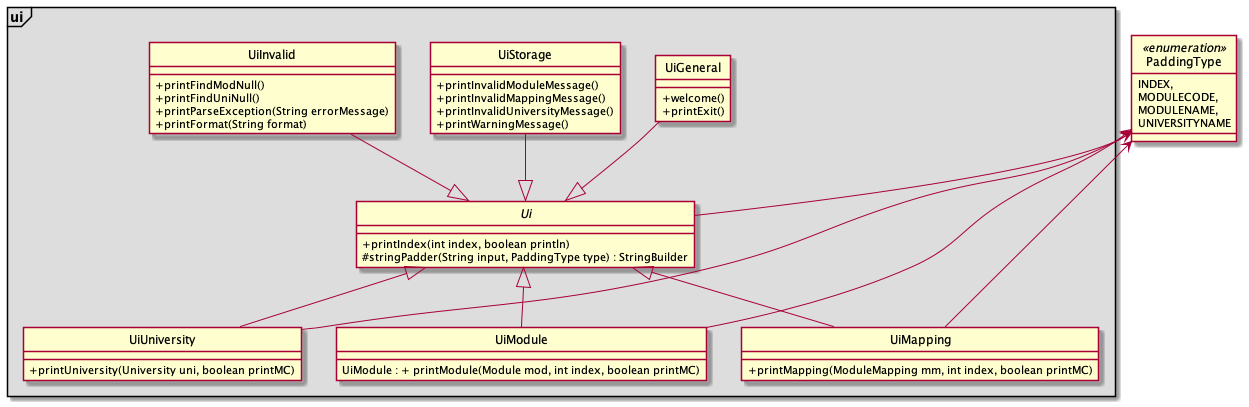 ui
UiInvalid
+printFindModNull()
+printFindUniNull()
+printParseException(String errorMessage)
+printFormat(String format)
UiStorage
+printInvalidModuleMessage()
+printInvalidMappingMessage()
+printInvalidUniversityMessage()
+printWarningMessage()
UiGeneral
+welcome()
+printExit()
«enumeration»
PaddingType
INDEX,
MODULECODE,
MODULENAME,
UNIVERSITYNAME
Ui
+printIndex(int index, boolean println)
#stringPadder(String input, PaddingType type) : StringBuilder
UiUniversity
+printUniversity(University uni, boolean printMC)
UiModule
UiModule : + printModule(Module mod, int index, boolean printMC)
UiMapping
+printMapping(ModuleMapping mm, int index, boolean printMC)